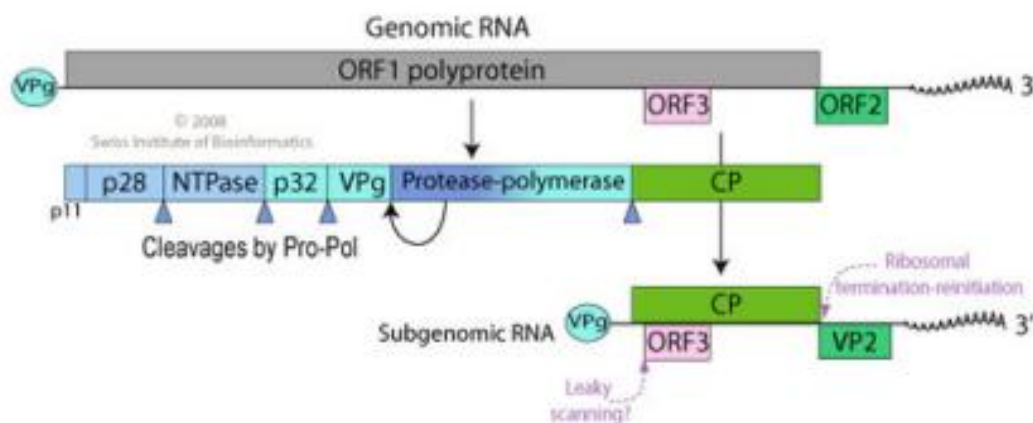 Genomic RNA
VPg
ORF1 polyprotein
3
ORF3
ORF2
© 2008
Swiss Institute of Bioinformatics
p11
p28
NTPase
p32
VPg
Protease-polymerase
CP
Cleavages by Pro-Pol
Ribosomal
termination-reinitiation
Subgenomic RNA
VPg
CP
3'
ORF3
VP2
Leaky
scanning?